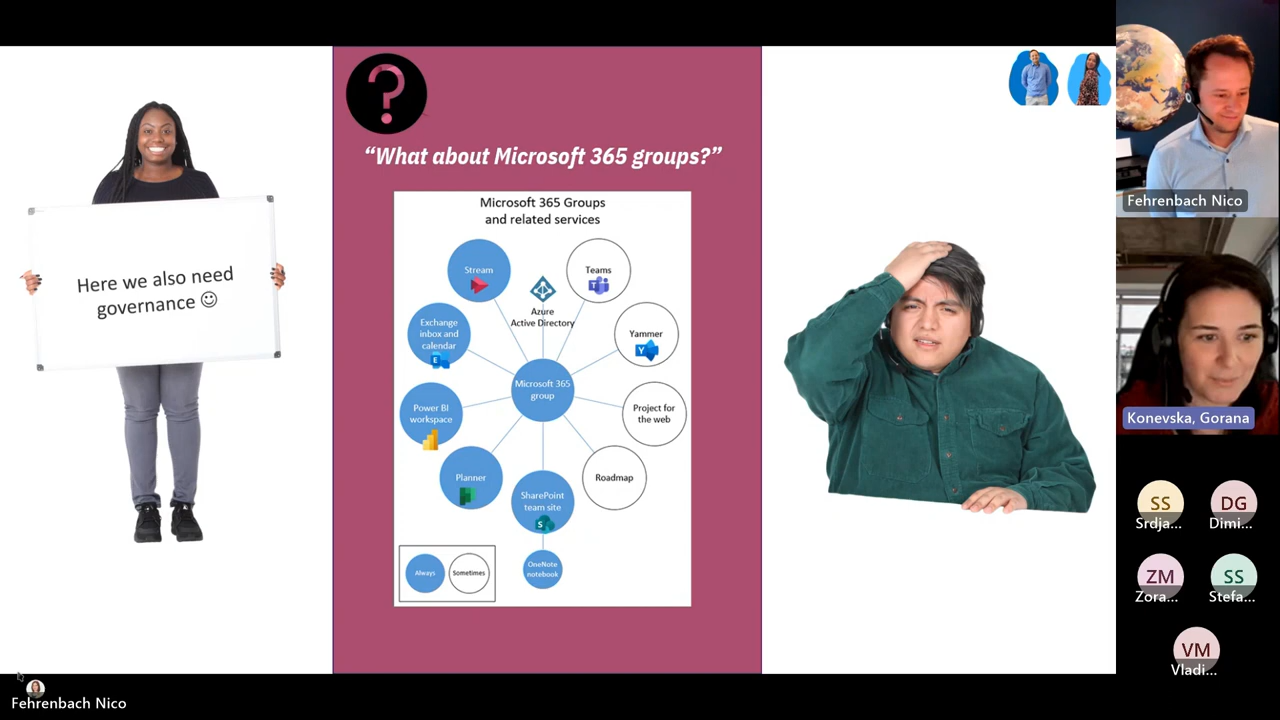 Here we also need
governance ☺
?
“What about Microsoft 365 groups?”
Microsoft 365 Groups
and related services
Stream
Teams
Azure
Active Directory
Exchange
inbox and
calendar
Yammer
Microsoft 365
group
Power BI
workspace
Project for
the web
Planner
SharePoint
team site
Roadmap
OneNote
notebook
Always
Sometimes
T
E
Y
S
Fehrenbach Nico
Konevska, Gorana
SS
Srdja...
DG
Dimi...
ZM
Zora...
SS
Stefa...
VM
Vladi...
Fehrenbach Nico